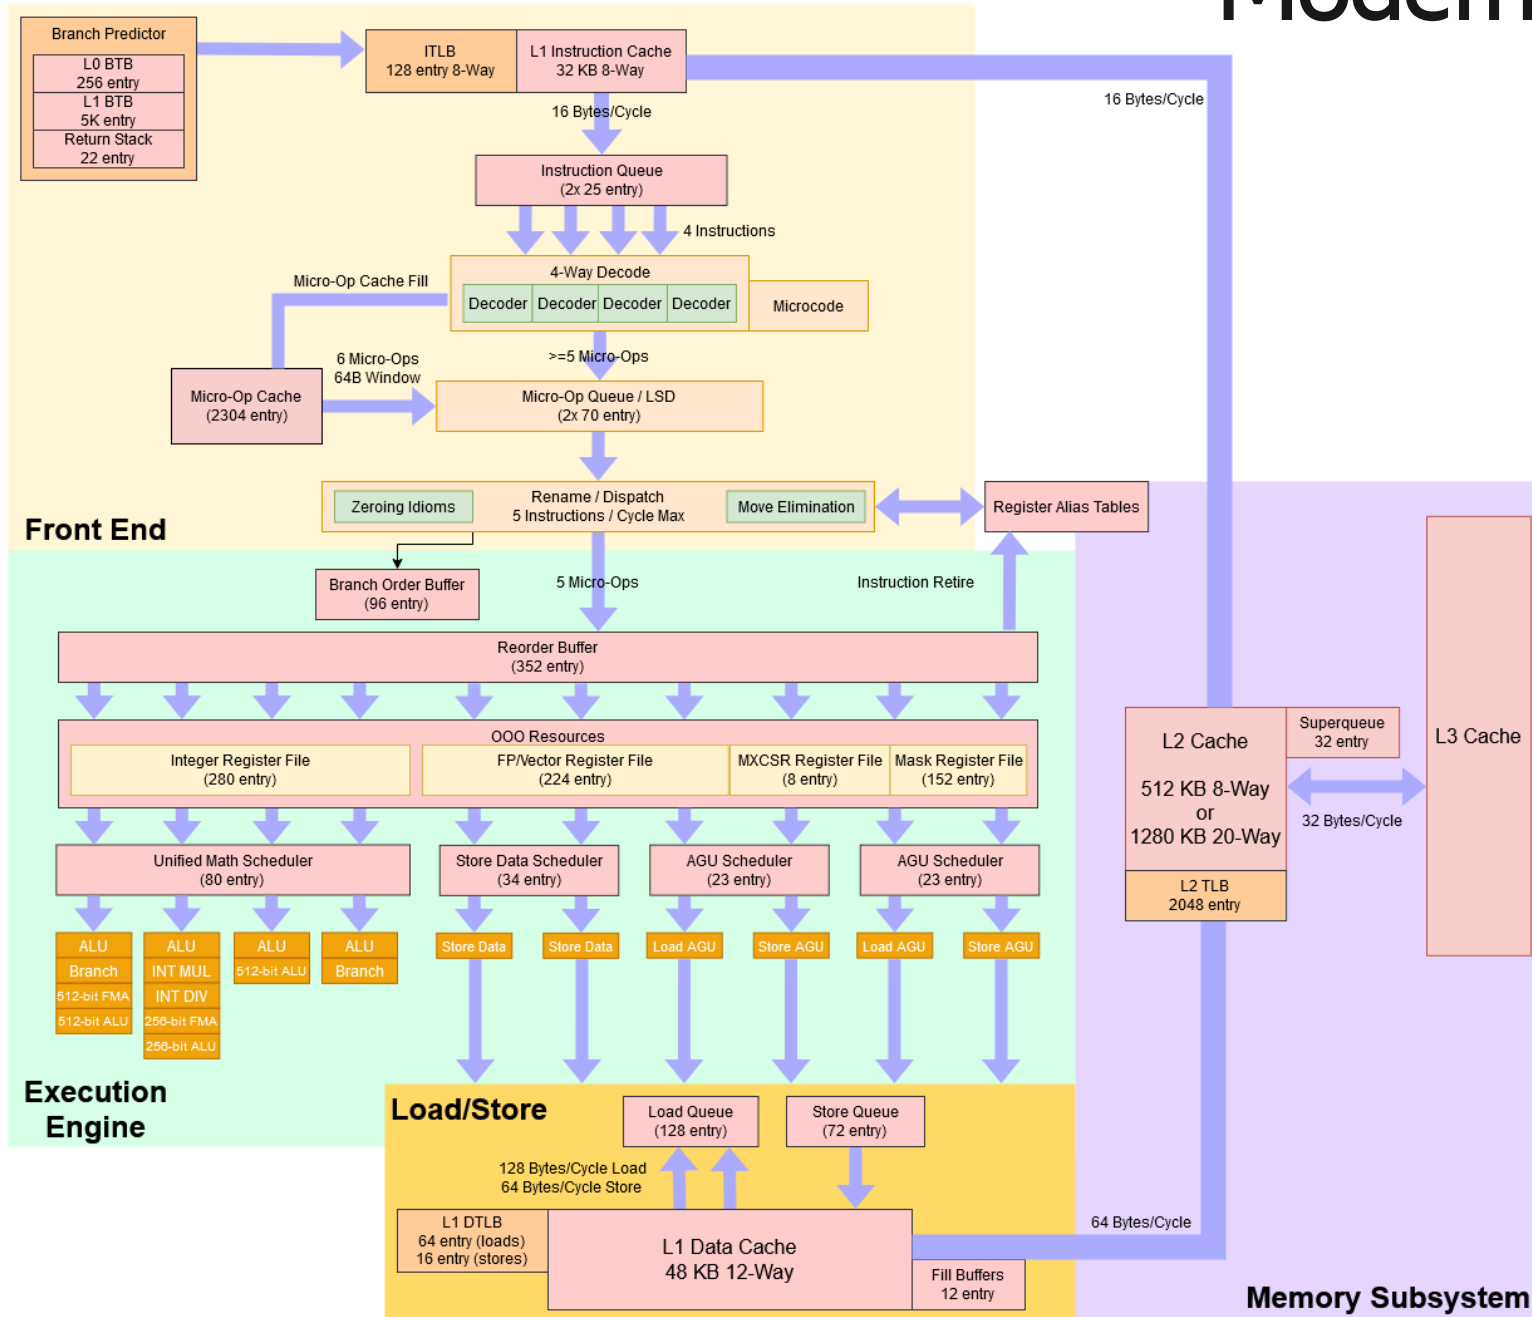 Modern
Branch Predictor
L0 BTB
256 entry
L1 BTB
5K entry
Return Stack
22 entry
ITLB
128 entry 8-Way
L1 Instruction Cache
32 KB 8-Way
16 Bytes/Cycle
16 Bytes/Cycle
Instruction Queue
(2x 25 entry)
4 Instructions
4-Way Decode
Decoder
Decoder
Decoder
Decoder
Microcode
Micro-Op Cache Fill
>=5 Micro-Ops
6 Micro-Ops
64B Window
Micro-Op Cache
(2304 entry)
Micro-Op Queue / LSD
(2x 70 entry)
Zeroing Idioms
Rename / Dispatch
5 Instructions / Cycle Max
Move Elimination
Register Alias Tables
Front End
Branch Order Buffer
(96 entry)
5 Micro-Ops
Instruction Retire
Reorder Buffer
(352 entry)
OOO Resources
Integer Register File
(280 entry)
FP/Vector Register File
(224 entry)
MXCSR Register File
(8 entry)
Mask Register File
(152 entry)
Unified Math Scheduler
(80 entry)
Store Data Scheduler
(34 entry)
AGU Scheduler
(23 entry)
AGU Scheduler
(23 entry)
ALU
Branch
512-bit FMA
512-bit ALU
ALU
INT MUL
INT DIV
256-bit FMA
256-bit ALU
ALU
512-bit ALU
ALU
Branch
Store Data
Store Data
Load AGU
Store AGU
Load AGU
Store AGU
Execution
Engine
Load/Store
Load Queue
(128 entry)
Store Queue
(72 entry)
128 Bytes/Cycle Load
64 Bytes/Cycle Store
L1 DTLB
64 entry (loads)
16 entry (stores)
L1 Data Cache
48 KB 12-Way
Fill Buffers
12 entry
64 Bytes/Cycle
L2 Cache
512 KB 8-Way
or
1280 KB 20-Way
L2 TLB
2048 entry
Superqueue
32 entry
32 Bytes/Cycle
L3 Cache
Memory Subsystem